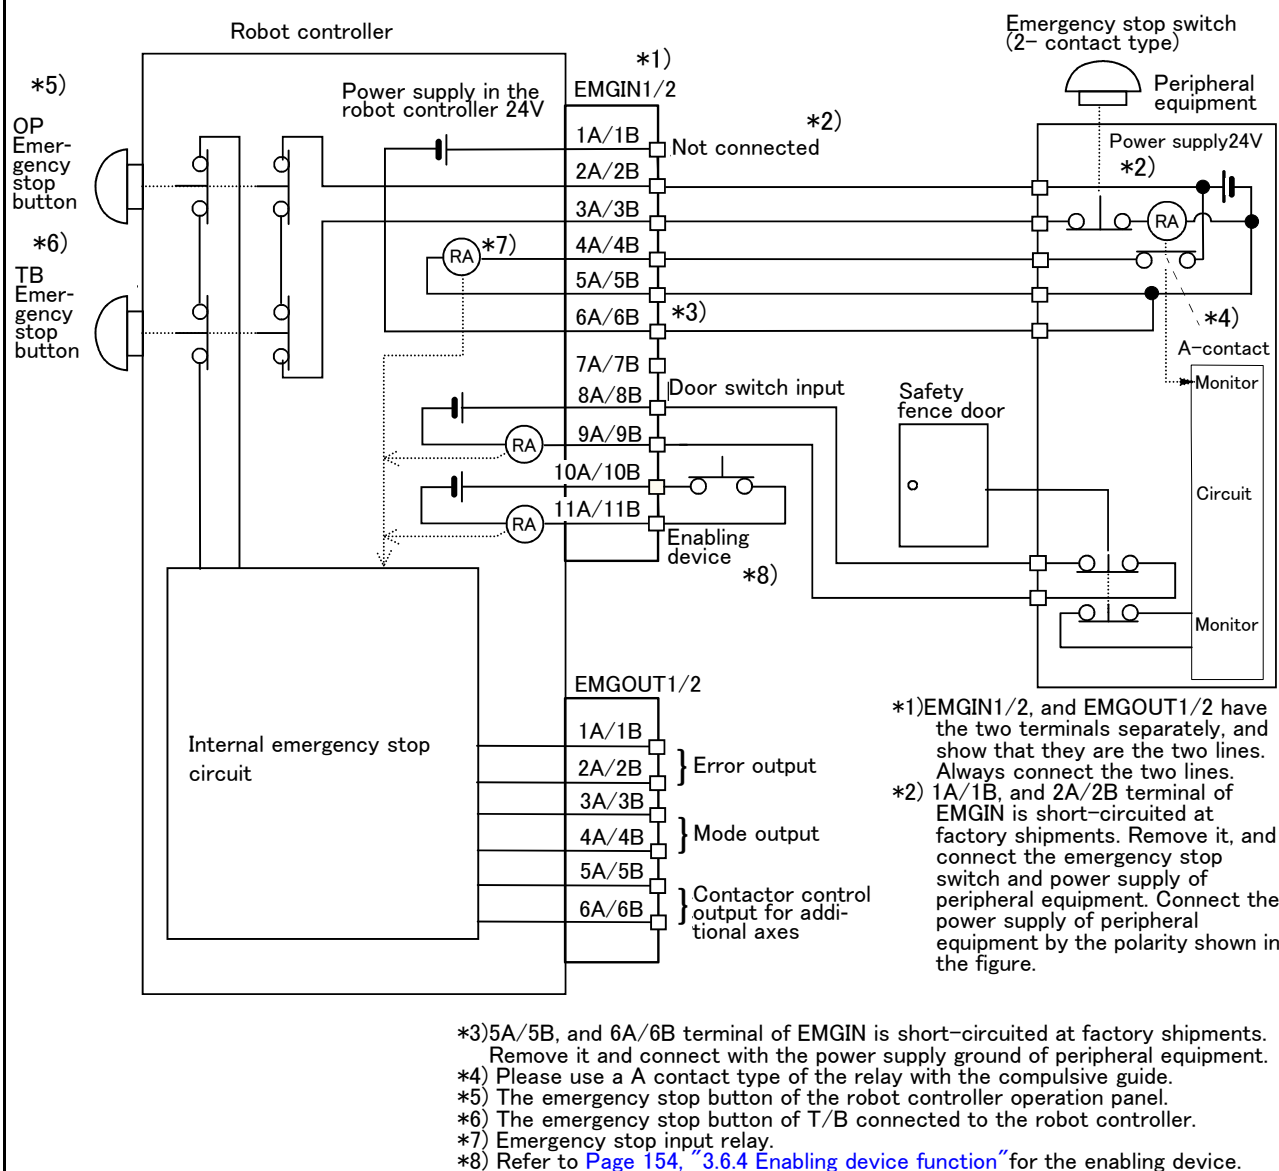 Emergency stop switch
(2- contact type)
Robot controller
*1)
*5)
Peripheral
equipment
Power supply in the
robot controller 24V
EMGIN1/2
OP
Emer-
gency
stop
button
*2)
1A/1B
Not connected
Power supply24V
*2)
2A/2B
3A/3B
RA
*6)
RA
*7)
4A/4B
TB
Emer-
gency
stop
button
5A/5B
6A/6B
*3)
*4)
A-contact
7A/7B
Monitor
8A/8B
Door switch input
Safety
fence door
RA
9A/9B
10A/10B
Circuit
RA
11A/11B
Enabling
device
*8)
Monitor
EMGOUT1/2
Internal emergency stop
circuit
1A/1B
2A/2B
Error output
3A/3B
4A/4B
Mode output
5A/5B
6A/6B
Contactor control
output for addi-
tional axes
*1)EMGIN1/2, and EMGOUT1/2 have
the two terminals separately, and
show that they are the two lines.
Always connect the two lines.
*2) 1A/1B, and 2A/2B terminal of
EMGIN is short-circuited at
factory shipments. Remove it, and
connect the emergency stop
switch and power supply of
peripheral equipment. Connect the
power supply of peripheral
equipment by the polarity shown in
the figure.
*3)5A/5B, and 6A/6B terminal of EMGIN is short-circuited at factory shipments.
Remove it and connect with the power supply ground of peripheral equipment.
*4) Please use a A contact type of the relay with the compulsive guide.
*5) The emergency stop button of the robot controller operation panel.
*6) The emergency stop button of T/B connected to the robot controller.
*7) Emergency stop input relay.
*8) Refer to Page 154, "3.6.4 Enabling device function"for the enabling device.